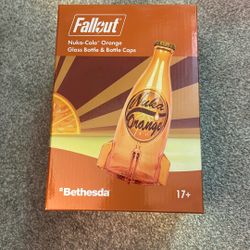 Fallout
Nuka-Cola® Orange
Glass Bottle & Bottle Caps
Nuka
Orange
Bethesda
17+